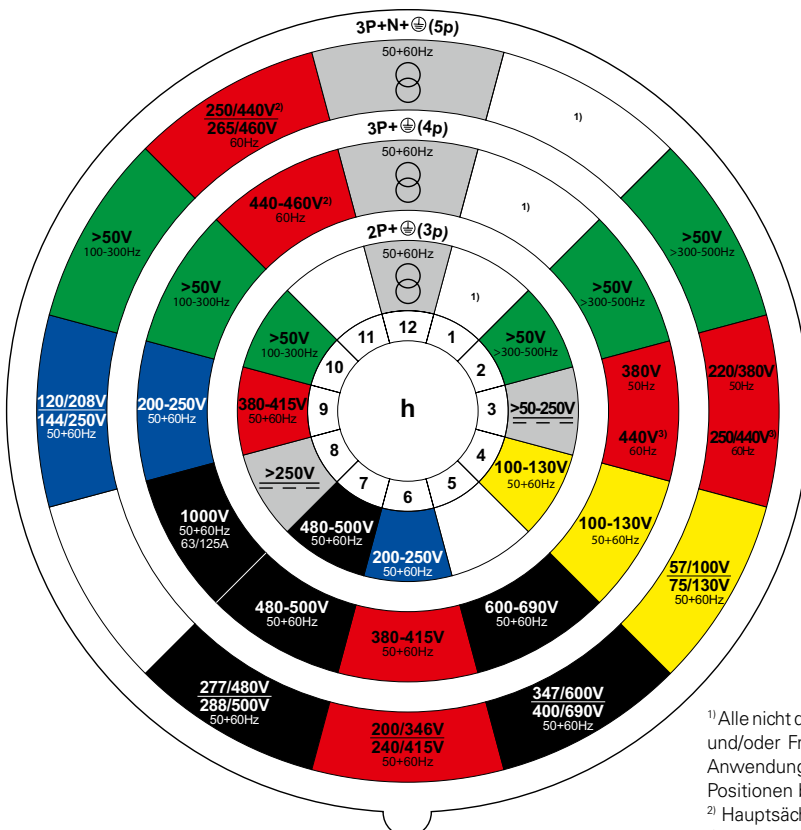 3P+N+⏚(5p)
50+60Hz
1)
>50V
>300-500Hz
220/380V
50Hz
250/440V³⁾
60Hz
57/100V
75/130V
50+60Hz
347/600V
400/690V
50+60Hz
200/346V
240/415V
50+60Hz
277/480V
288/500V
50+60Hz
120/208V
144/250V
50+60Hz
>50V
100-300Hz
250/440V²⁾
265/460V
60Hz
3P+⏚(4p)
50+60Hz
1)
>50V
>300-500Hz
380V
50Hz
440V³⁾
60Hz
100-130V
50+60Hz
600-690V
50+60Hz
380-415V
50+60Hz
480-500V
50+60Hz
1000V
50+60Hz
63/125A
200-250V
50+60Hz
>50V
100-300Hz
440-460V²⁾
60Hz
2P+⏚(3p)
50+60Hz
1)
>50V
>300-500Hz
>50-250V
100-130V
50+60Hz
200-250V
50+60Hz
480-500V
50+60Hz
>250V
380-415V
50+60Hz
>50V
100-300Hz
12
1
2
3
4
5
6
7
8
9
10
11
h
¹⁾ Alle nicht
und/oder
Anwendung
Positionen
²⁾